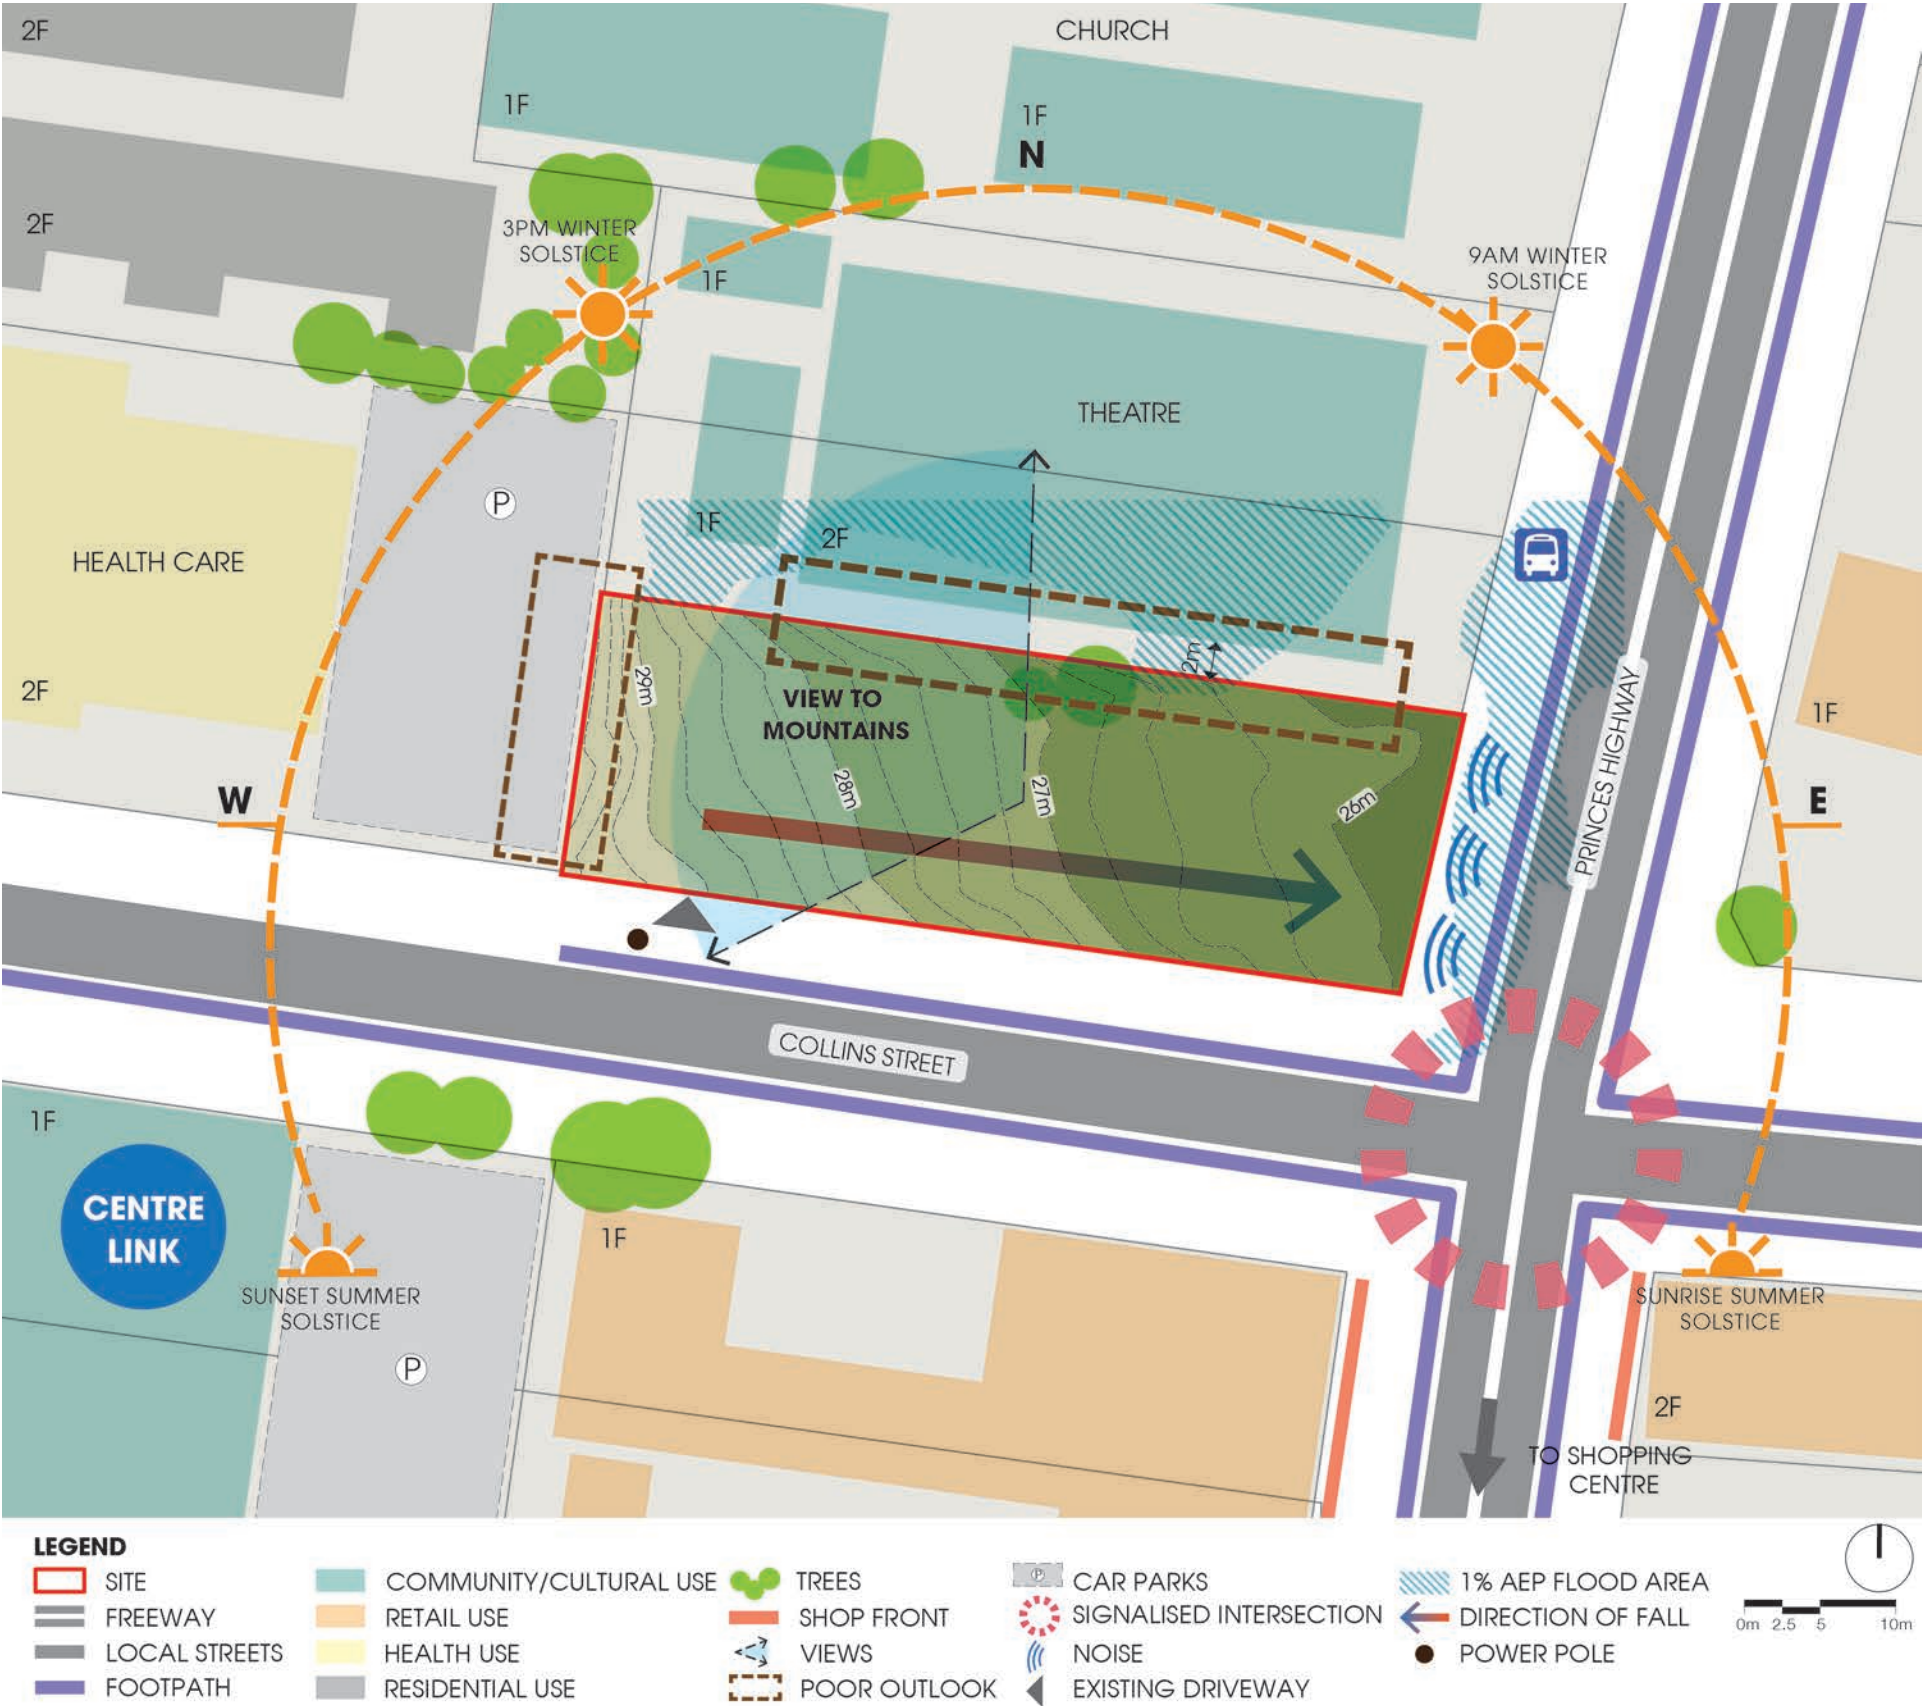 2F
CHURCH
1F
1F
N
2F
3PM WINTER
SOLSTICE
9AM WINTER
SOLSTICE
1F
THEATRE
P
1F
2F
HEALTH CARE
2F
2m
29m
VIEW TO
MOUNTAINS
1F
PRINCES HIGHWAY
W
28m
27m
26m
E
COLLINS STREET
1F
CENTRE
LINK
1F
SUNSET SUMMER
SOLSTICE
SUNRISE SUMMER
SOLSTICE
P
2F
TO SHOPPING
CENTRE
LEGEND
SITE
FREEWAY
LOCAL STREETS
FOOTPATH
COMMUNITY/CULTURAL USE
RETAIL USE
HEALTH USE
RESIDENTIAL USE
TREES
SHOP FRONT
VIEWS
POOR OUTLOOK
P
CAR PARKS
SIGNALISED INTERSECTION
NOISE
EXISTING DRIVEWAY
1% AEP FLOOD AREA
DIRECTION OF FALL
POWER POLE
0m 2.5 5 10m